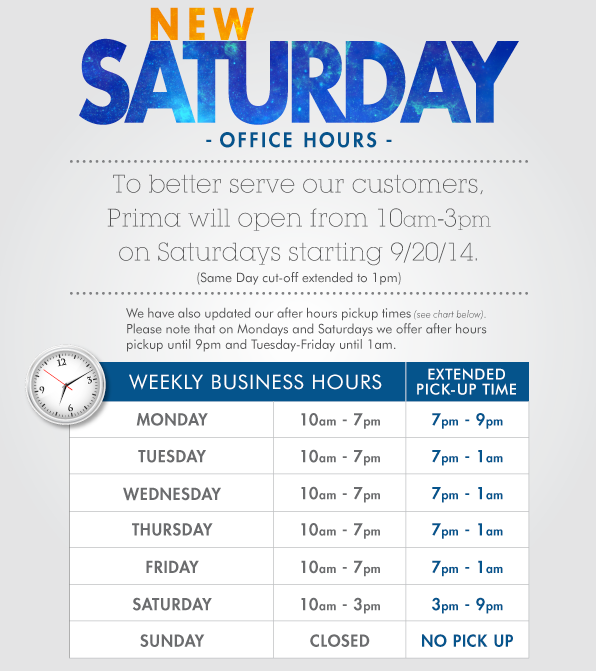 NEW
SATURDAY
- OFFICE HOURS -
To better serve our customers,
Prima will open from 10am-3pm
on Saturdays starting 9/20/14.
(Same Day cut-off extended to 1pm)
We have also updated our after hours pickup times (see chart below).
Please note that on Mondays and Saturdays we offer after hours
pickup until 9pm and Tuesday-Friday until 1am.
12
3
6
9
WEEKLY BUSINESS HOURS
EXTENDED
PICK-UP TIME
MONDAY 10am - 7pm 7pm - 9pm
TUESDAY 10am - 7pm 7pm - 1am
WEDNESDAY 10am - 7pm 7pm - 1am
THURSDAY 10am - 7pm 7pm - 1am
FRIDAY 10am - 7pm 7pm - 1am
SATURDAY 10am - 3pm 3pm - 9pm
SUNDAY CLOSED NO PICK UP